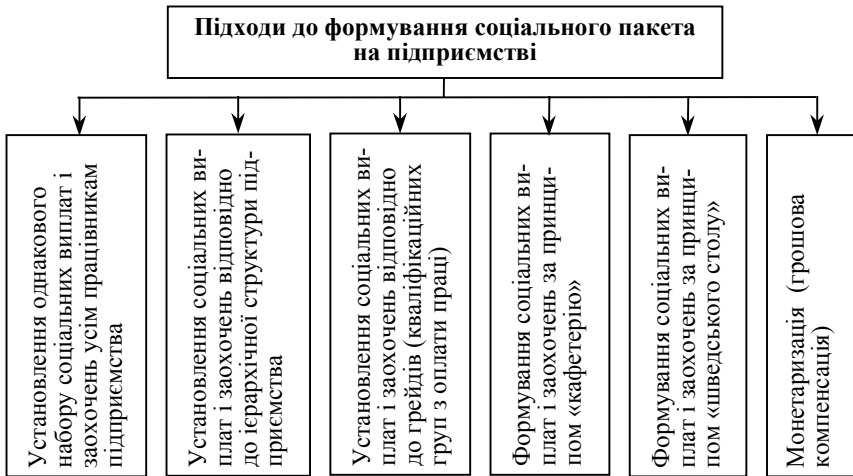 Підходи до формування соціального пакета
на підприємстві
Установлення однакового
набору соціальних виплат і
заохочень усім працівникам
підприємства
Установлення соціальних ви-
плат і заохочень відповідно
до ієрархічної структури під-
приємства
Установлення соціальних ви-
плат і заохочень відповідно
до грейдів (кваліфікаційних
груп з оплати праці)
Формування соціальних ви-
плат і заохочень за принци-
пом «кафетерію»
Формування соціальних ви-
плат і заохочень за принци-
пом «шведського столу»
Монетаризація (грошова
компенсація)